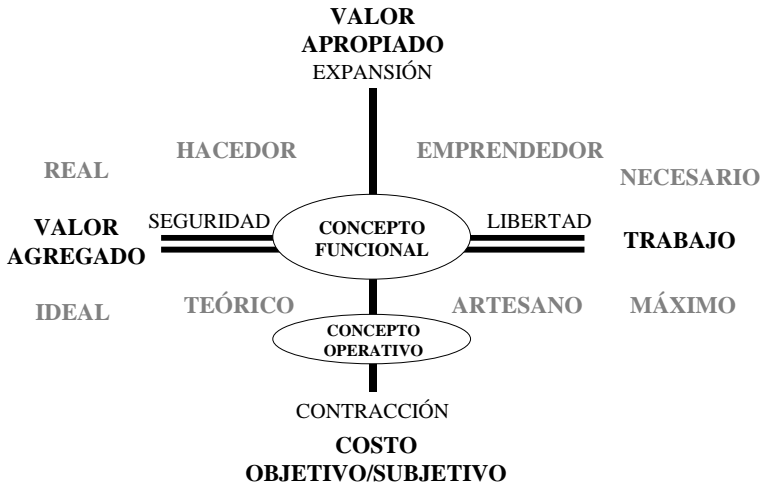 VALOR
APROPIADO
EXPANSIÓN
HACEDOR
EMPRENDEDOR
REAL
NECESARIO
VALOR
AGREGADO
SEGURIDAD
CONCEPTO
FUNCIONAL
LIBERTAD
TRABAJO
IDEAL
TEÓRICO
ARTESANO
MÁXIMO
CONCEPTO
OPERATIVO
CONTRACCIÓN
COSTO
OBJETIVO/SUBJETIVO